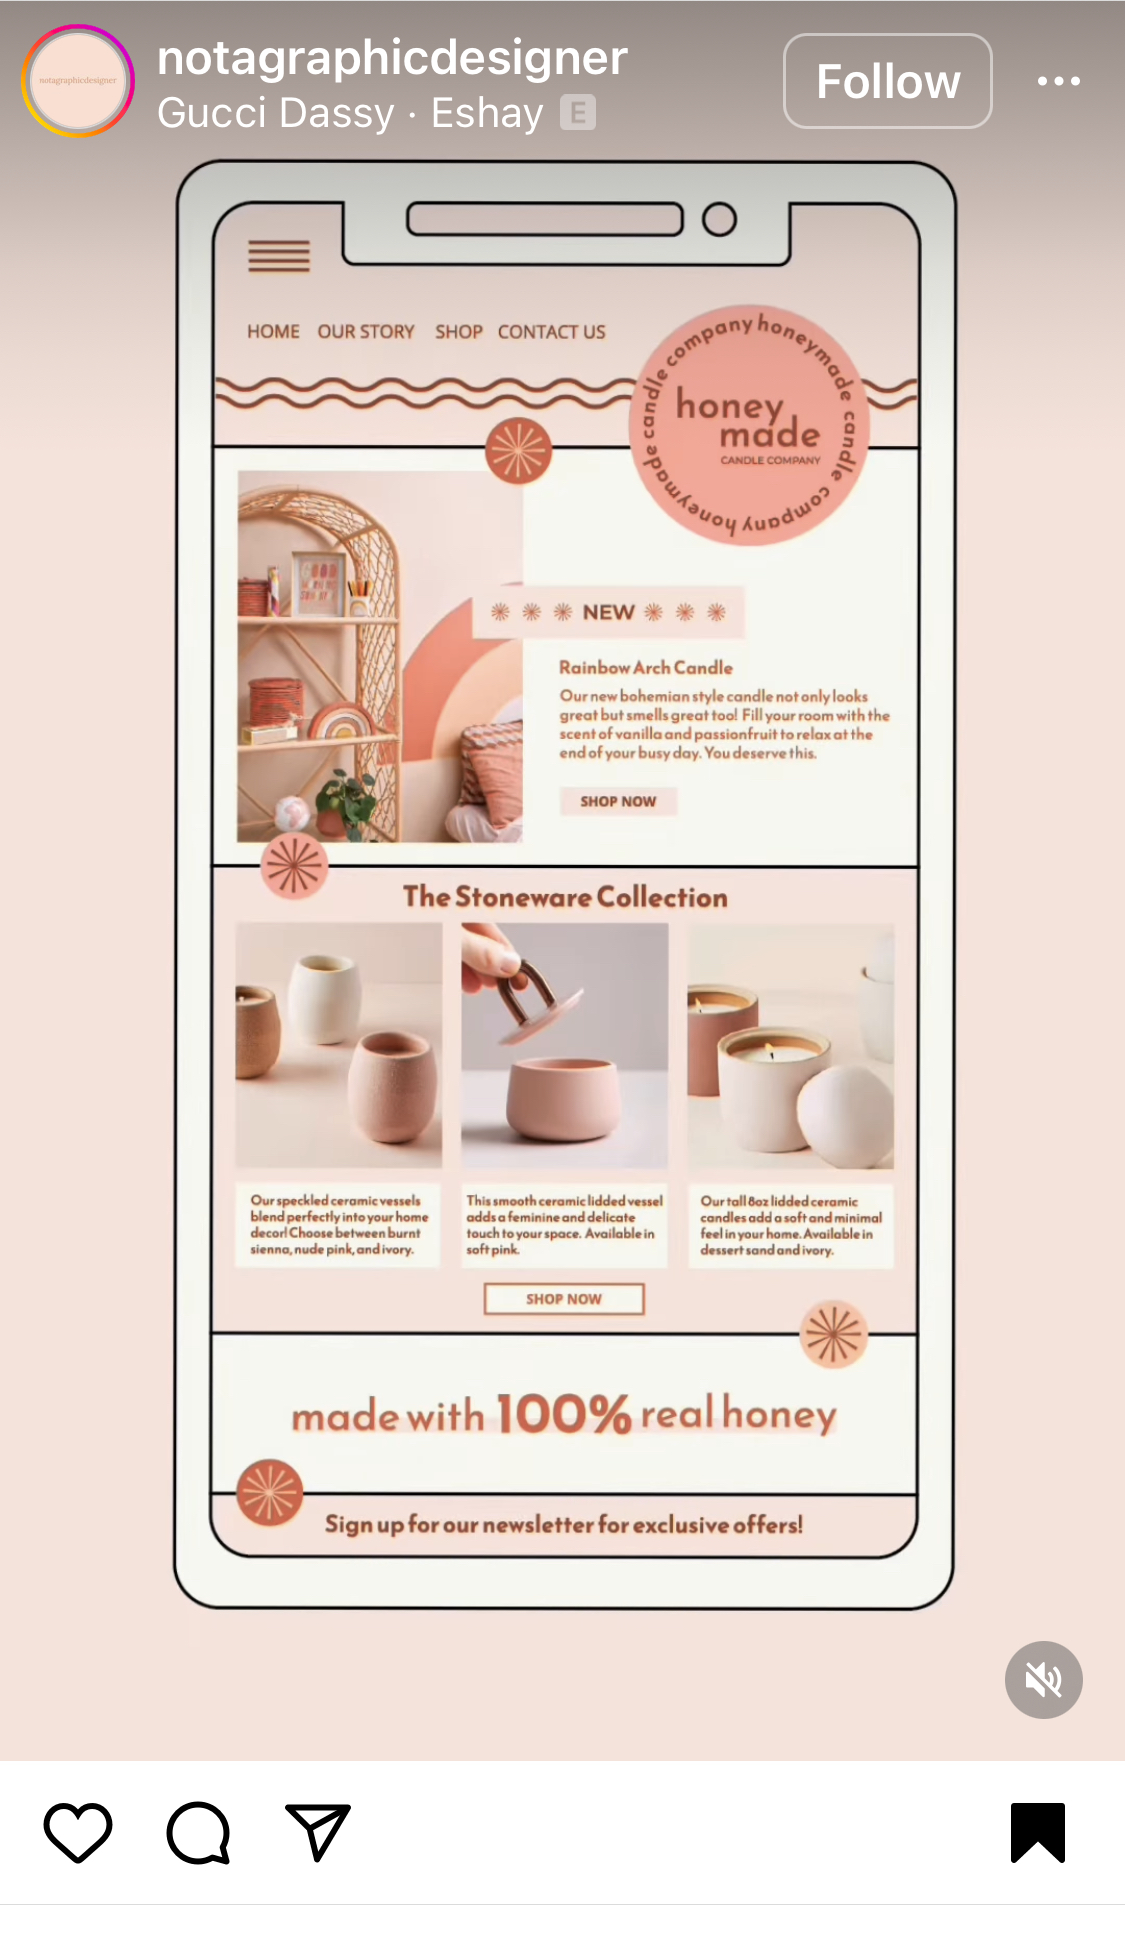 notagraphicdesigner
notagraphicdesigner
Gucci Dassy · Eshay E
Follow
HOME OUR STORY SHOP CONTACT US
honeymade candle company honeymade candle company
honey
made
CANDLE COMPANY
GOOD
NEW
Rainbow Arch Candle
Our new bohemian style candle not only looks
great but smells great too! Fill your room with the
scent of vanilla and passionfruit to relax at the
end of your busy day. You deserve this.
SHOP NOW
The Stoneware Collection
Our speckled ceramic vessels
blend perfectly into your home
decor! Choose between burnt
sienna, nude pink, and ivory.
This smooth ceramic lidded vessel
adds a feminine and delicate
touch to your space. Available in
soft pink.
Our tall 8oz lidded ceramic
candles add a soft and minimal
feel in your home. Available in
dessert sand and ivory.
SHOP NOW
made with 100% real honey
Sign up for our newsletter for exclusive offers!